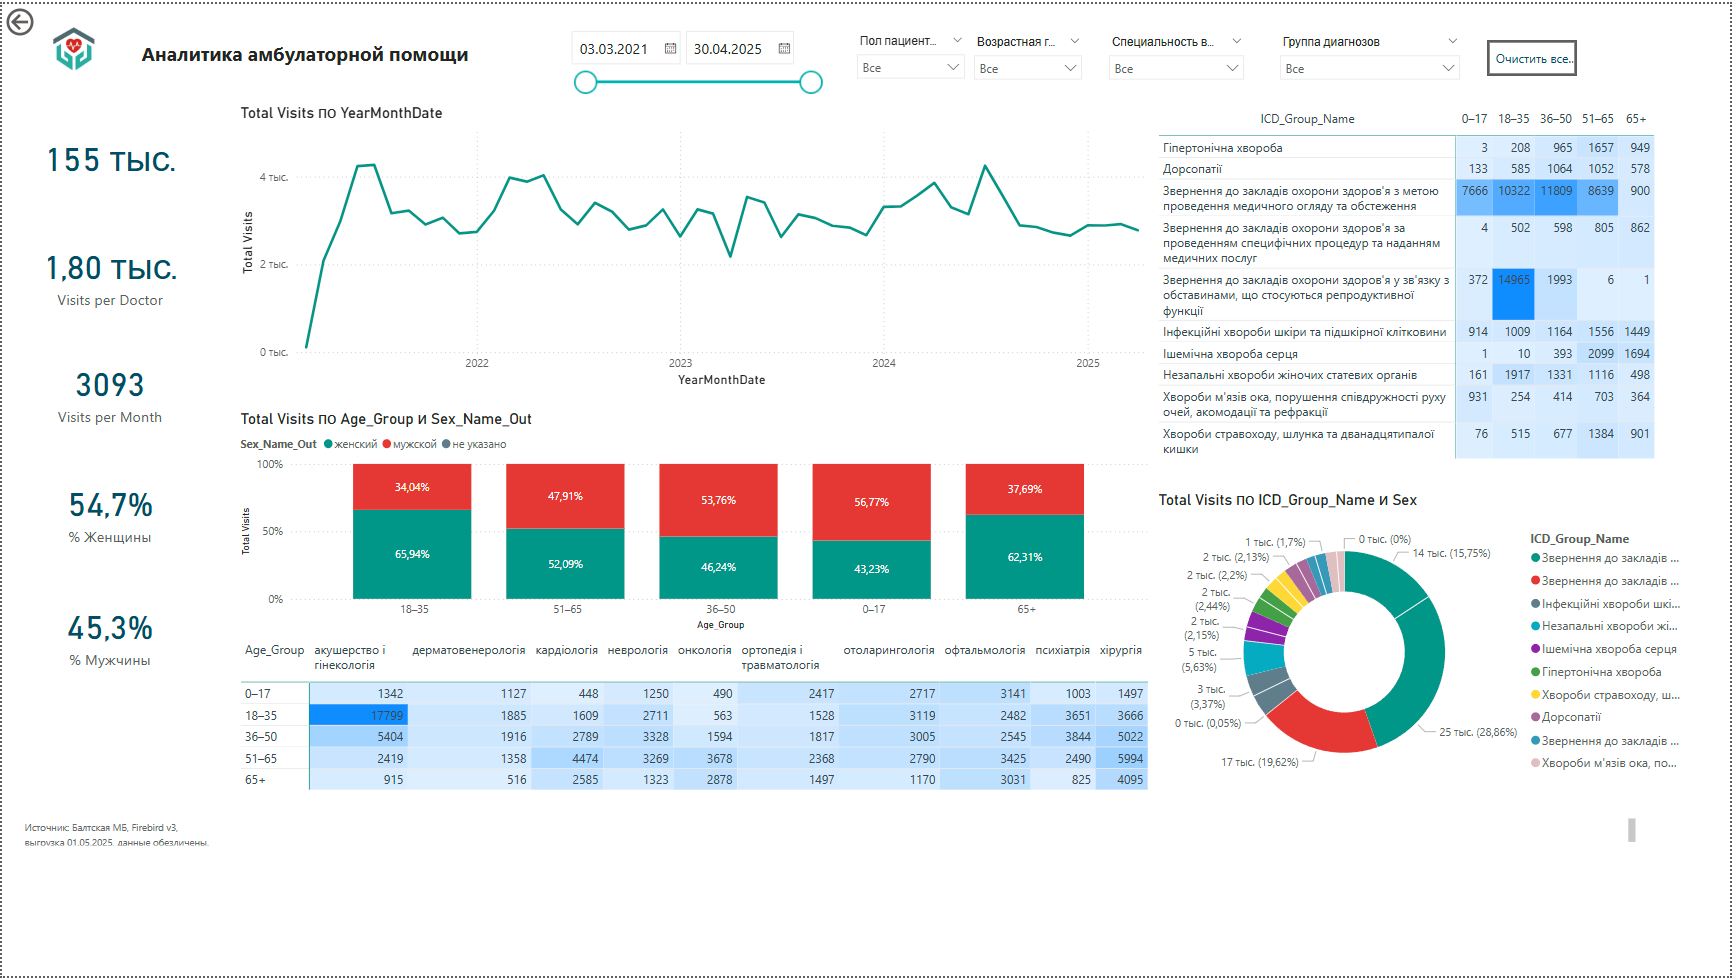 Аналитика амбулаторной помощи
03.03.2021
30.04.2025
Пол пациент...
Все
Возрастная г...
Все
Специальность в...
Все
Группа диагнозов
Все
Очистить все..
155 тыс.
1,80 тыс.
Visits per Doctor
3093
Visits per Month
54,7%
% Женщины
45,3%
% Мужчины
Total Visits по YearMonthDate
Total Visits
4 тыс.
2 тыс.
0 тыс.
2022 2023 2024 2025
YearMonthDate
Total Visits по Age_Group и Sex_Name_Out
Sex_Name_Out женский мужской не указано
Total Visits
100%
50%
0%
34,04% 47,91% 53,76% 56,77% 37,69%
65,94% 52,09% 46,24% 43,23% 62,31%
18–35 51–65 36–50 0–17 65+
Age_Group
Age_Group акушерство і гінекологія дерматовенерологія кардіологія неврологія онкологія ортопедія і травматологія отоларингологія офтальмологія психіатрія хірургія
0–17 1342 1127 448 1250 490 2417 2717 3141 1003 1497
18–35 17799 1885 1609 2711 563 1528 3119 2482 3651 3666
36–50 5404 1916 2789 3328 1594 1817 3005 2545 3844 5022
51–65 2419 1358 4474 3269 3678 2368 2790 3425 2490 5994
65+ 915 516 2585 1323 2878 1497 1170 3031 825 4095
ICD_Group_Name 0–17 18–35 36–50 51–65 65+
Гіпертонічна хвороба 3 208 965 1657 949
Дорсопатії 133 585 1064 1052 578
Звернення до закладів охорони здоров'я з метою 7666 10322 11809 8639 900
проведення медичного огляду та обстеження
Звернення до закладів охорони здоров'я за 4 502 598 805 862
проведенням специфічних процедур та наданням
медичних послуг
Звернення до закладів охорони здоров'я у зв'язку з 372 14965 1993 6 1
обставинами, що стосуються репродуктивної
функції
Інфекційні хвороби шкіри та підшкірної клітковини 914 1009 1164 1556 1449
Ішемічна хвороба серця 1 10 393 2099 1694
Незапальні хвороби жіночих статевих органів 161 1917 1331 1116 498
Хвороби м'язів ока, порушення співдружності руху 931 254 414 703 364
очей, акомодації та рефракції
Хвороби стравоходу, шлунка та дванадцятипалої 76 515 677 1384 901
кишки
Total Visits по ICD_Group_Name и Sex
0 тыс. (0%)
14 тыс. (15,75%)
25 тыс. (28,86%)
17 тыс. (19,62%)
0 тыс. (0,05%)
3 тыс.
(3,37%)
5 тыс.
(5,63%)
2 тыс.
(2,15%)
2 тыс.
(2,44%)
2 тыс. (2,2%)
2 тыс. (2,13%)
1 тыс. (1,7%)
ICD_Group_Name
Звернення до закладів ...
Звернення до закладів ...
Інфекційні хвороби шкі...
Незапальні хвороби жі...
Ішемічна хвороба серця
Гіпертонічна хвороба
Хвороби стравоходу, ш...
Дорсопатії
Звернення до закладів ...
Хвороби м'язів ока, по...
Источник: Балтская МБ, Firebird v3,
выгрузка 01.05.2025, данные обезличены.